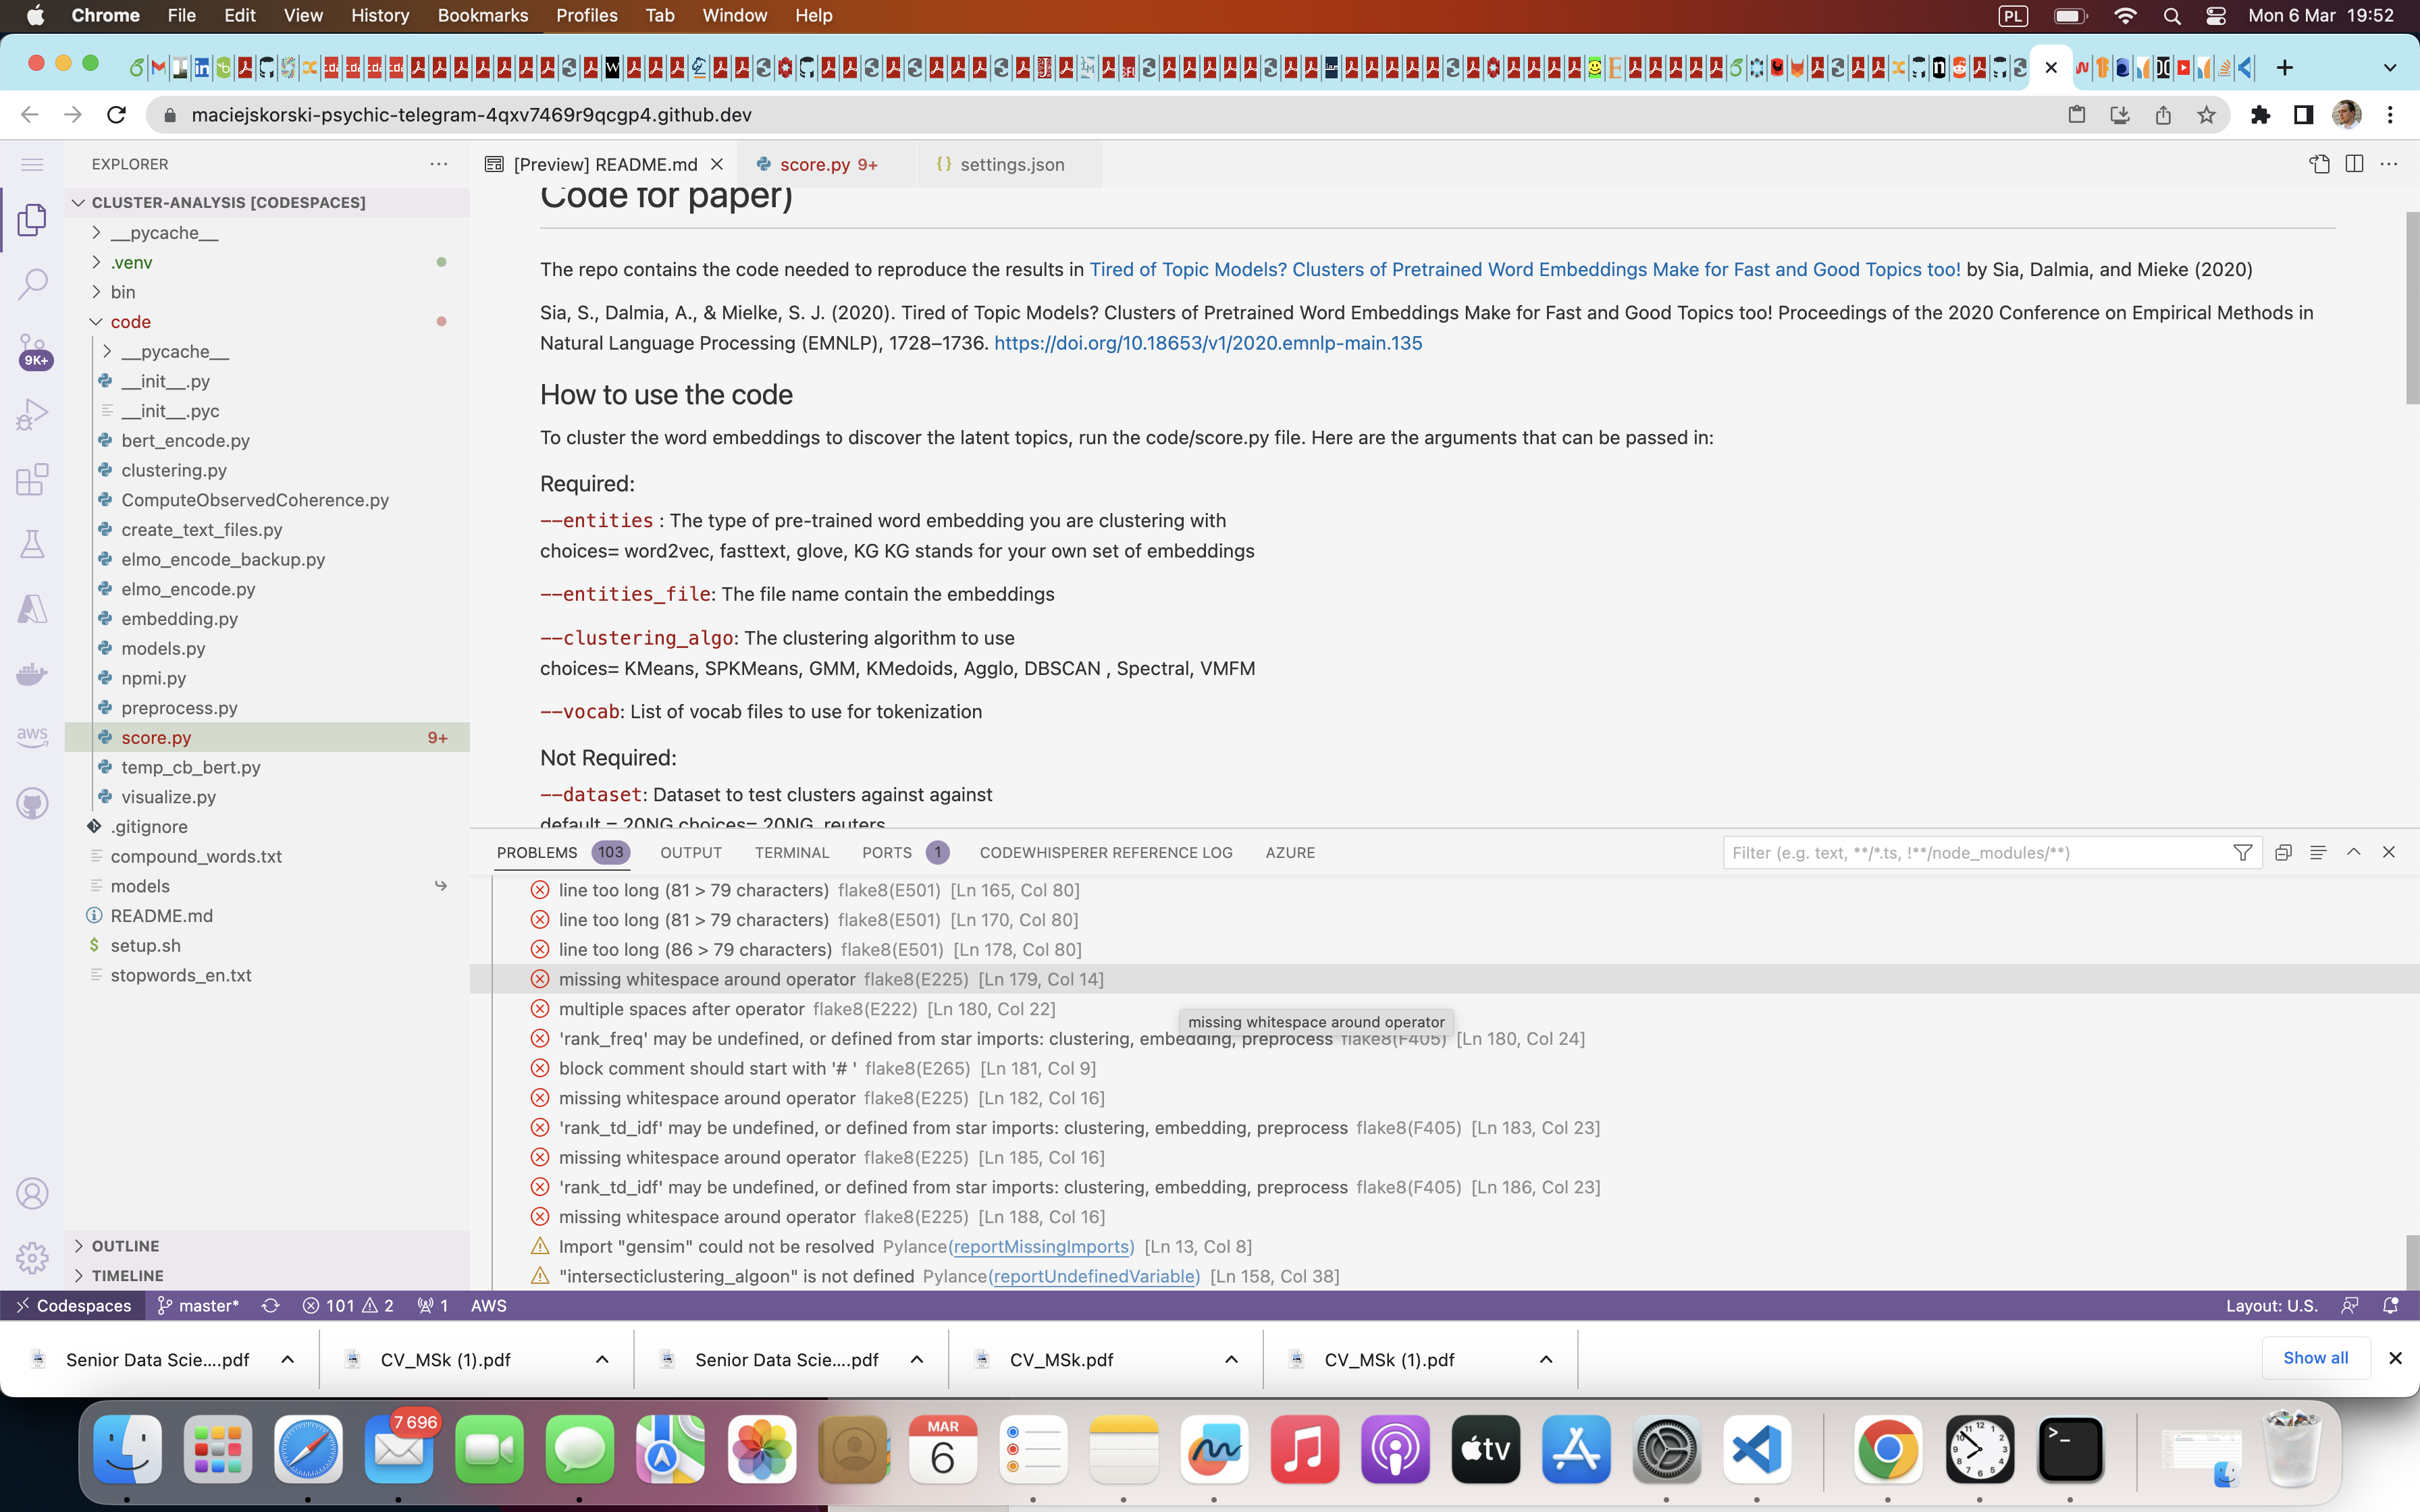 Chrome File Edit View History Bookmarks Profiles Tab Window Help PL Mon 6 Mar 19:52
maciejskorski-psychic-telegram-4qxv7469r9qcgp4.github.dev
EXPLORER
[Preview] README.md
score.py 9+
settings.json
CLUSTER-ANALYSIS [CODESPACES]
__pycache__
.venv
bin
code
__pycache__
__init__.py
__init__.pyc
bert_encode.py
clustering.py
ComputeObservedCoherence.py
create_text_files.py
elmo_encode_backup.py
elmo_encode.py
embedding.py
models.py
npmi.py
preprocess.py
score.py 9+
temp_cb_bert.py
visualize.py
.gitignore
compound_words.txt
models
README.md
setup.sh
stopwords_en.txt
OUTLINE
TIMELINE
9K+
aws
Code for paper)
The repo contains the code needed to reproduce the results in Tired of Topic Models? Clusters of Pretrained Word Embeddings Make for Fast and Good Topics too! by Sia, Dalmia, and Mieke (2020)
Sia, S., Dalmia, A., & Mielke, S. J. (2020). Tired of Topic Models? Clusters of Pretrained Word Embeddings Make for Fast and Good Topics too! Proceedings of the 2020 Conference on Empirical Methods in
Natural Language Processing (EMNLP), 1728–1736. https://doi.org/10.18653/v1/2020.emnlp-main.135
How to use the code
To cluster the word embeddings to discover the latent topics, run the code/score.py file. Here are the arguments that can be passed in:
Required:
--entities : The type of pre-trained word embedding you are clustering with
choices= word2vec, fasttext, glove, KG KG stands for your own set of embeddings
--entities_file: The file name contain the embeddings
--clustering_algo: The clustering algorithm to use
choices= KMeans, SPKMeans, GMM, KMedoids, Agglo, DBSCAN , Spectral, VMFM
--vocab: List of vocab files to use for tokenization
Not Required:
--dataset: Dataset to test clusters against against
default = 20NG choices= 20NG, reuters
PROBLEMS 103 OUTPUT TERMINAL PORTS 1 CODEWHISPERER REFERENCE LOG AZURE
Filter (e.g. text, **/*.ts, !**/node_modules/**)
line too long (81 > 79 characters) flake8(E501) [Ln 165, Col 80]
line too long (81 > 79 characters) flake8(E501) [Ln 170, Col 80]
line too long (86 > 79 characters) flake8(E501) [Ln 178, Col 80]
missing whitespace around operator flake8(E225) [Ln 179, Col 14]
multiple spaces after operator flake8(E222) [Ln 180, Col 22]
missing whitespace around operator
'rank_freq' may be undefined, or defined from star imports: clustering, embedding, preprocess flake8(F405) [Ln 180, Col 24]
block comment should start with '# ' flake8(E265) [Ln 181, Col 9]
missing whitespace around operator flake8(E225) [Ln 182, Col 16]
'rank_td_idf' may be undefined, or defined from star imports: clustering, embedding, preprocess flake8(F405) [Ln 183, Col 23]
missing whitespace around operator flake8(E225) [Ln 185, Col 16]
'rank_td_idf' may be undefined, or defined from star imports: clustering, embedding, preprocess flake8(F405) [Ln 186, Col 23]
missing whitespace around operator flake8(E225) [Ln 188, Col 16]
Import "gensim" could not be resolved Pylance(reportMissingImports) [Ln 13, Col 8]
"intersecticlustering_algoon" is not defined Pylance(reportUndefinedVariable) [Ln 158, Col 38]
Codespaces master* 101 2 1 AWS Layout: U.S.
Senior Data Scie....pdf
CV_MSk (1).pdf
Senior Data Scie....pdf
CV_MSk.pdf
CV_MSk (1).pdf
Show all
7 696
MAR
6
tv